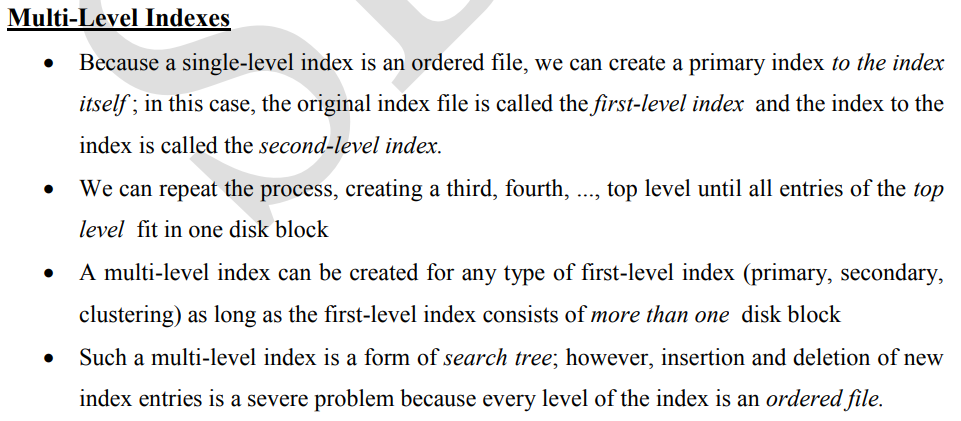 Multi-Level Indexes
• Because a single-level index is an ordered file, we can create a primary index to the index
itself; in this case, the original index file is called the first-level index and the index to the
index is called the second-level index.
• We can repeat the process, creating a third, fourth, ..., top level until all entries of the top
level fit in one disk block
• A multi-level index can be created for any type of first-level index (primary, secondary,
clustering) as long as the first-level index consists of more than one disk block
• Such a multi-level index is a form of search tree; however, insertion and deletion of new
index entries is a severe problem because every level of the index is an ordered file.